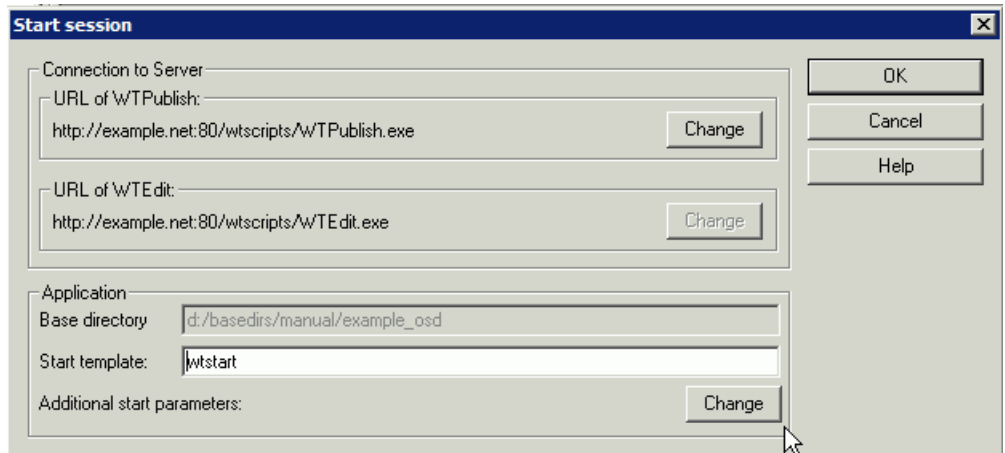 Start session
Connection to Server
OK
URL of WTPublish:
http://example.net:80/wtscripts/WTPublish.exe
Change
Cancel
Help
URL of WTEdit:
http://example.net:80/wtscripts/WTEdit.exe
Change
Application
Base directory d:/basedirs/manual/example_osd
Start template: wtstart
Additional start parameters: Change